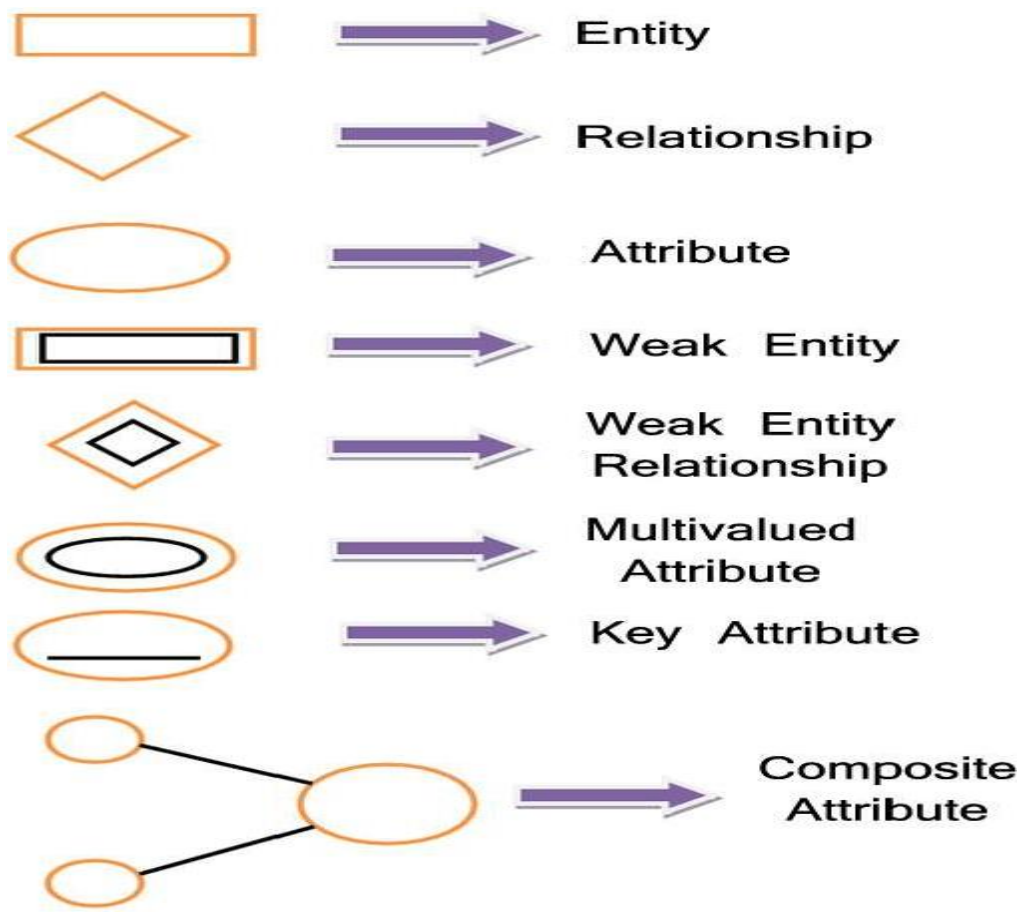 Entity
Relationship
Attribute
Weak Entity
Weak Entity
Relationship
Multivalued
Attribute
Key Attribute
Composite
Attribute